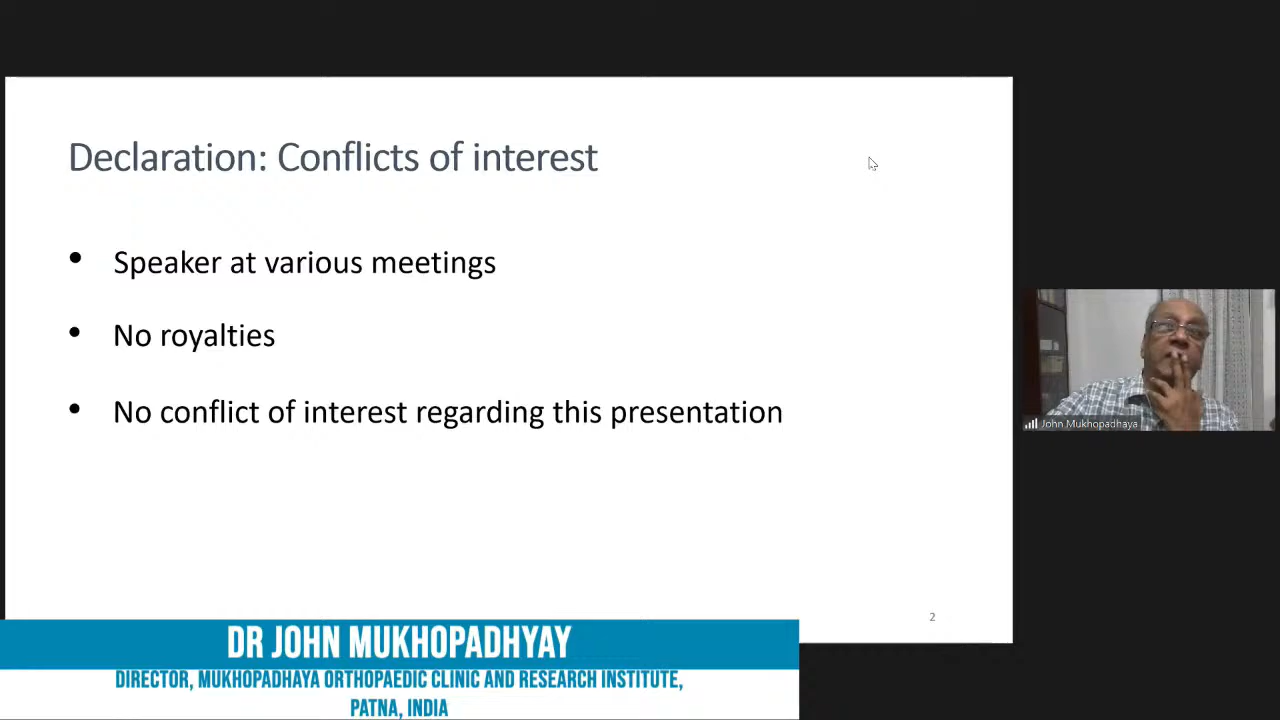 Declaration: Conflicts of interest
• Speaker at various meetings
• No royalties
• No conflict of interest regarding this presentation
2
John Mukhopadhaya
DR JOHN MUKHOPADHYAY
DIRECTOR, MUKHOPADHAYA ORTHOPAEDIC CLINIC AND RESEARCH INSTITUTE,
PATNA, INDIA